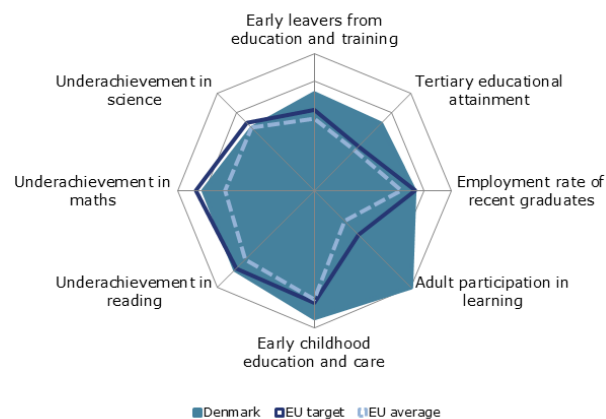 Early leavers from
education and training
Underachievement in
science
Tertiary educational
attainment
Underachievement in
maths
Employment rate of
recent graduates
Underachievement in
reading
Adult participation in
learning
Early childhood
education and care
Denmark EU target EU average